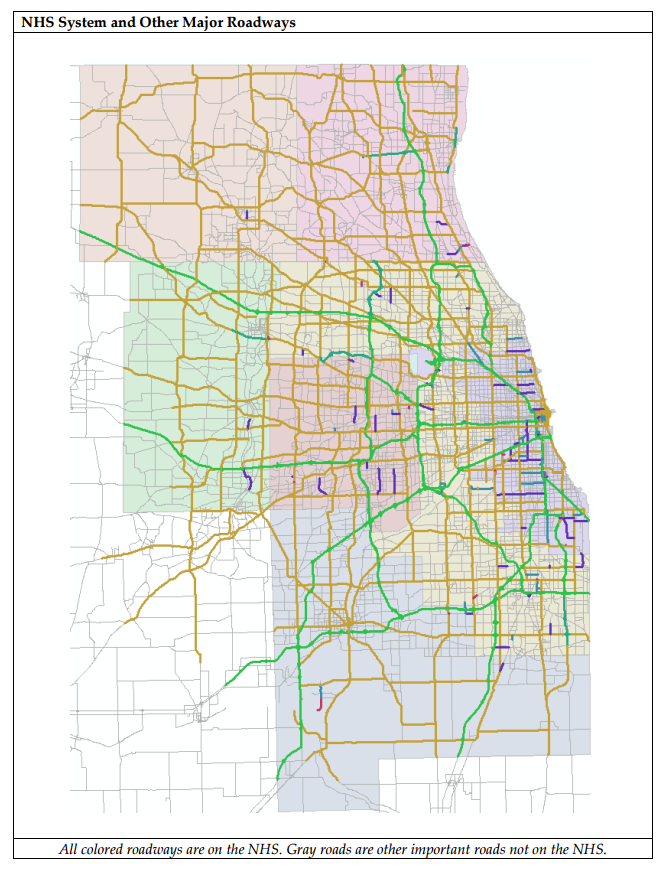 NHS System and Other Major Roadways
All colored roadways are on the NHS. Gray roads are other important roads not on the NHS.